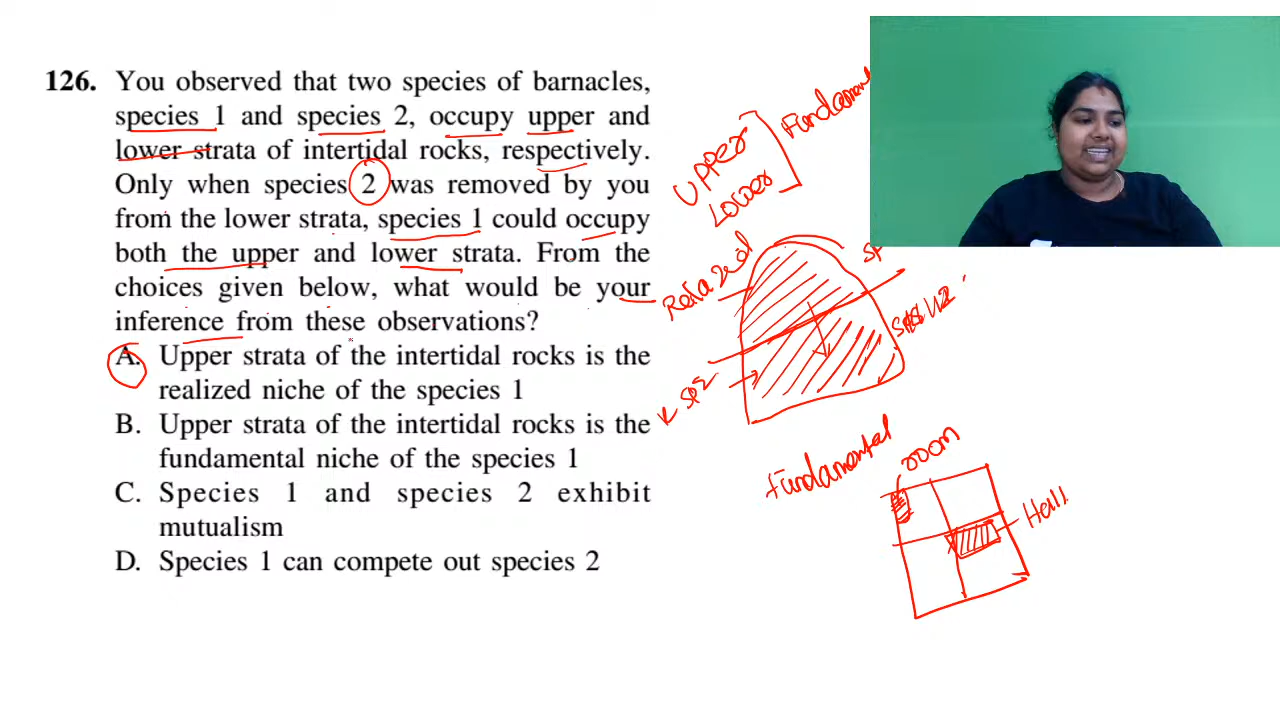 126. You observed that two species of barnacles,
species 1 and species 2, occupy upper and
lower strata of intertidal rocks, respectively.
Only when species 2 was removed by you
from the lower strata, species 1 could occupy
both the upper and lower strata. From the
choices given below, what would be your
inference from these observations?
A. Upper strata of the intertidal rocks is the
realized niche of the species 1
B. Upper strata of the intertidal rocks is the
fundamental niche of the species 1
C. Species 1 and species 2 exhibit
mutualism
D. Species 1 can compete out species 2
Upper
Lower
Fundamen
SP
K SP2
Fundamental
room
Hall